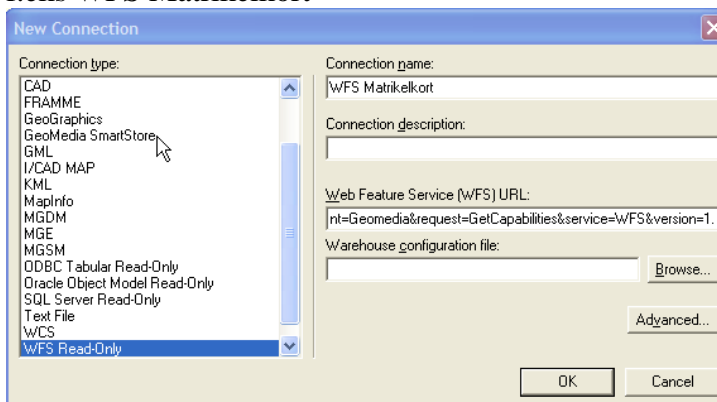 New Connection
Connection type:
CAD
FRAMME
GeoGraphics
GeoMedia SmartStore
GML
I/CAD MAP
KML
MapInfo
MGDM
MGE
MGSM
ODBC Tabular Read-Only
Oracle Object Model Read-Only
SQL Server Read-Only
Text File
WCS
WFS Read-Only
Connection name:
WFS Matrikelkort
Connection description:
Web Feature Service (WFS) URL:
nt=Geomedia&request=GetCapabilities&service=WFS&version=1.
Warehouse configuration file:
Browse...
Advanced...
OK
Cancel